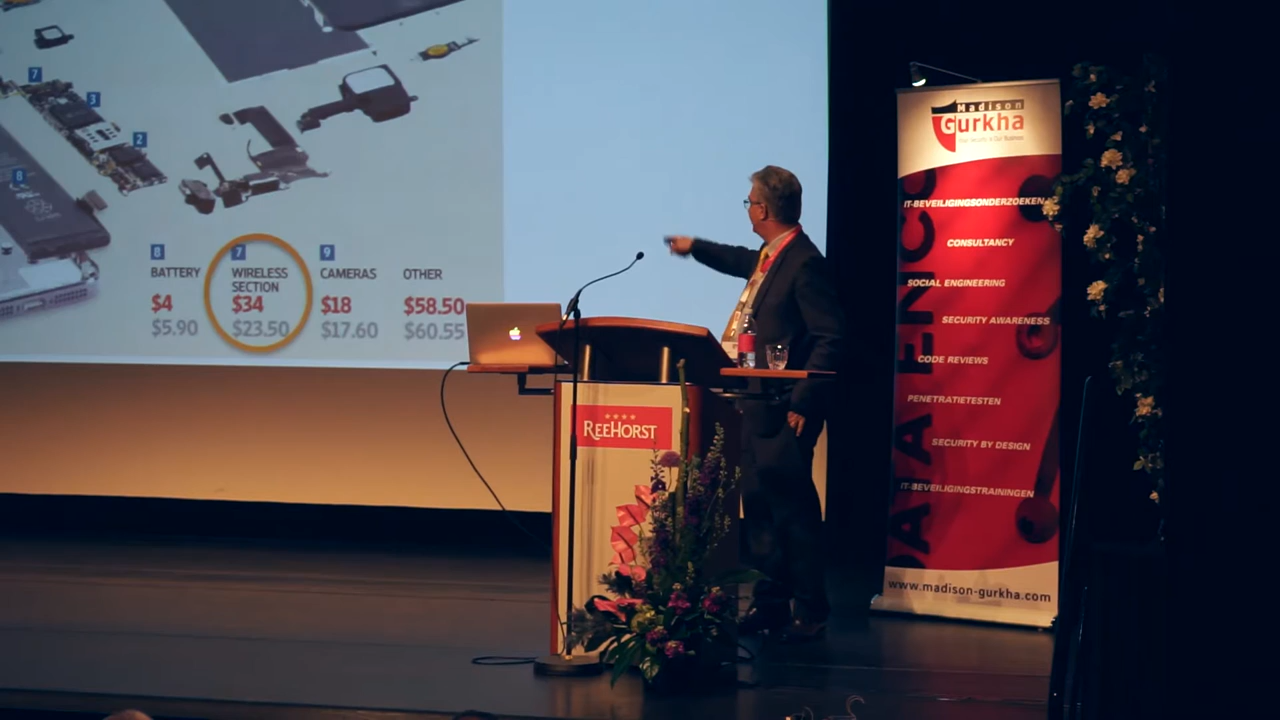 7
3
2
8
8
7
9
BATTERY
WIRELESS
SECTION
CAMERAS
OTHER
$4
$34
$18
$58.50
$5.90
$23.50
$17.60
$60.55
REEHORST
Madison
Gurkha
IT-BEVEILIGINGSONDERZOEKEN
CONSULTANCY
SOCIAL ENGINEERING
SECURITY AWARENESS
CODE REVIEWS
PENETRATIETESTEN
SECURITY BY DESIGN
IT-BEVEILIGINGSTRAININGEN
www.madison-gurkha.com